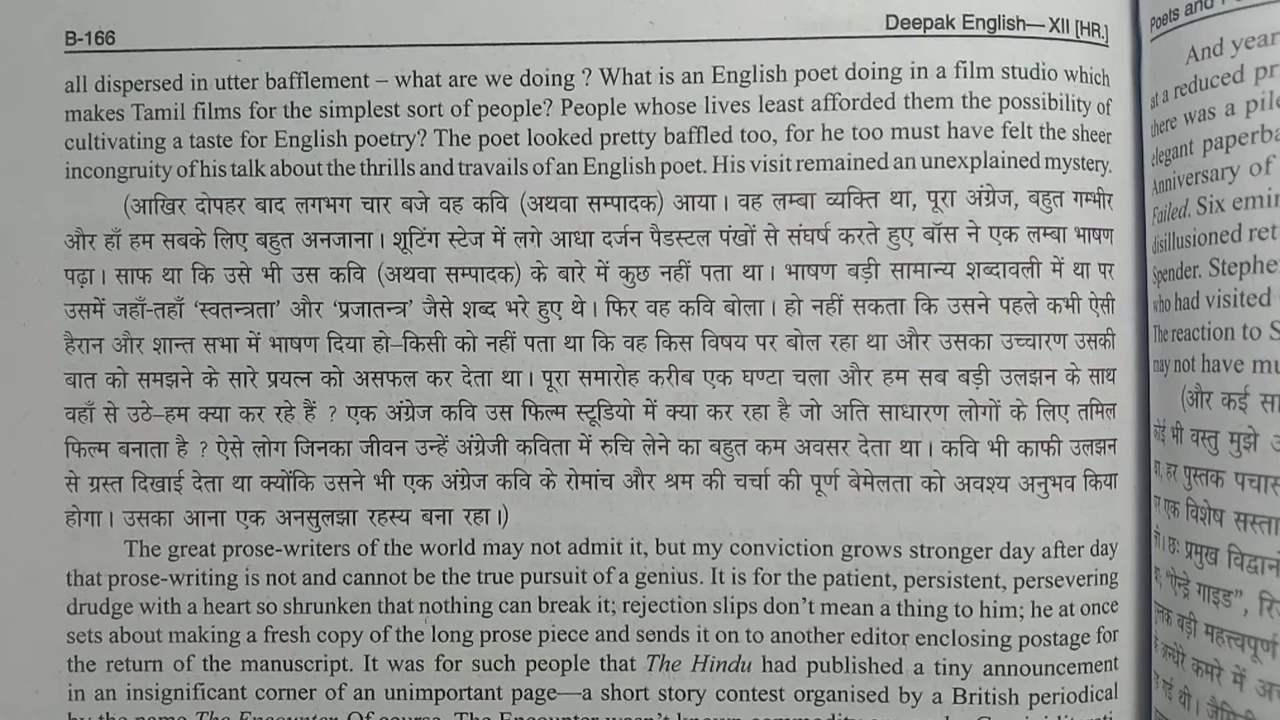 B-166
Deepak English—XII [HR.]
all dispersed in utter bafflement – what are we doing ? What is an English poet doing in a film studio which
makes Tamil films for the simplest sort of people? People whose lives least afforded them the possibility of
cultivating a taste for English poetry? The poet looked pretty baffled too, for he too must have felt the sheer
incongruity of his talk about the thrills and travails of an English poet. His visit remained an unexplained mystery.
(आखिर दोपहर बाद लगभग चार बजे वह कवि (अथवा सम्पादक) आया। वह लम्बा व्यक्ति था, पूरा अंग्रेज, बहुत गम्भीर
और हाँ हम सबके लिए बहुत अनजाना। शूटिंग स्टेज में लगे आधा दर्जन पैडस्टल पंखों से संघर्ष करते हुए बॉस ने एक लम्बा भाषण
पढ़ा। साफ था कि उसे भी उस कवि (अथवा सम्पादक) के बारे में कुछ नहीं पता था। भाषण बड़ी सामान्य शब्दावली में था पर
उसमें जहाँ-तहाँ ‘स्वतन्त्रता’ और ‘प्रजातन्त्र’ जैसे शब्द भरे हुए थे। फिर वह कवि बोला। हो नहीं सकता कि उसने पहले कभी ऐसी
हैरान और शान्त सभा में भाषण दिया हो–किसी को नहीं पता था कि वह किस विषय पर बोल रहा था और उसका उच्चारण उसकी
बात को समझने के सारे प्रयत्न को असफल कर देता था। पूरा समारोह करीब एक घण्टा चला और हम सब बड़ी उलझन के साथ
वहाँ से उठे–हम क्या कर रहे हैं ? एक अंग्रेज कवि उस फिल्म स्टूडियो में क्या कर रहा है जो अति साधारण लोगों के लिए तमिल
फिल्म बनाता है ? ऐसे लोग जिनका जीवन उन्हें अंग्रेजी कविता में रुचि लेने का बहुत कम अवसर देता था। कवि भी काफी उलझन
से ग्रस्त दिखाई देता था क्योंकि उसने भी एक अंग्रेज कवि के रोमांच और श्रम की चर्चा की पूर्ण बेमेलता को अवश्य अनुभव किया
होगा। उसका आना एक अनसुलझा रहस्य बना रहा।)
The great prose-writers of the world may not admit it, but my conviction grows stronger day after day
that prose-writing is not and cannot be the true pursuit of a genius. It is for the patient, persistent, persevering
drudge with a heart so shrunken that nothing can break it; rejection slips don’t mean a thing to him; he at once
sets about making a fresh copy of the long prose piece and sends it on to another editor enclosing postage for
the return of the manuscript. It was for such people that The Hindu had published a tiny announcement
in an insignificant corner of an unimportant page—a short story contest organised by a British periodical
by the name The Encounter. Of course, The Encounter wasn’t
Poets and
And year
at a reduced
there was a
elegant
Anniversary of
Failed. Six
disillusioned
Spender.
who had visited
The reaction to
may not have
(और कई
भी वस्तु मुझे
हर पुस्तक
एक विशेष सस्ता
प्रमुख विद्वान
“ऐन्द्रे गाइड”,
बड़ी महत्त्वपूर्ण
कमरे में